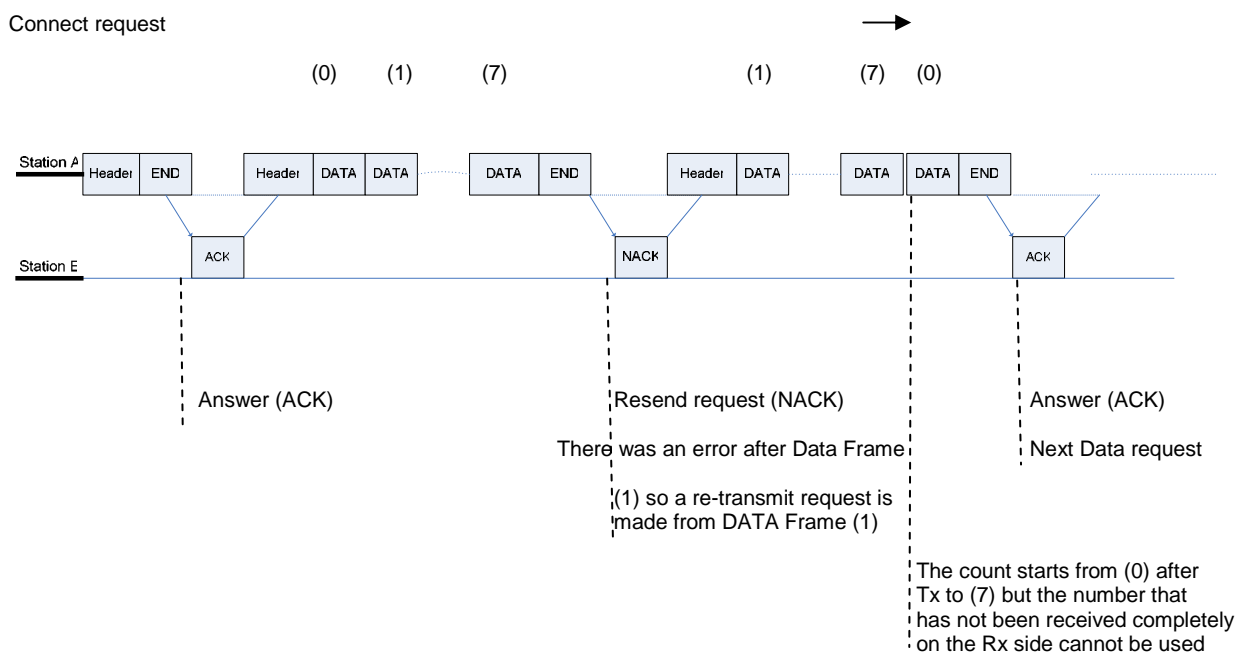 Connect request
(0) (1) (7) (1) (7) (0)
Station A
Header END Header DATA DATA DATA END Header DATA DATA DATA END
ACK NACK ACK
Station E
Answer (ACK) Resend request (NACK) Answer (ACK)
There was an error after Data Frame Next Data request
(1) so a re-transmit request is
made from DATA Frame (1)
The count starts from (0) after
Tx to (7) but the number that
has not been received completely
on the Rx side cannot be used